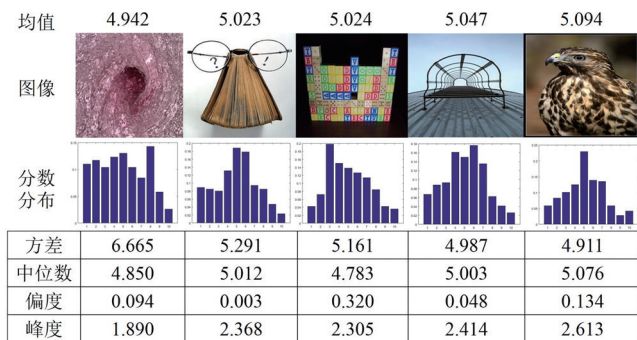 均值 4.942 5.023 5.024 5.047 5.094
图像
? !
分数
分布
方差 6.665 5.291 5.161 4.987 4.911
中位数 4.850 5.012 4.783 5.003 5.076
偏度 0.094 0.003 0.320 0.048 0.134
峰度 1.890 2.368 2.305 2.414 2.613